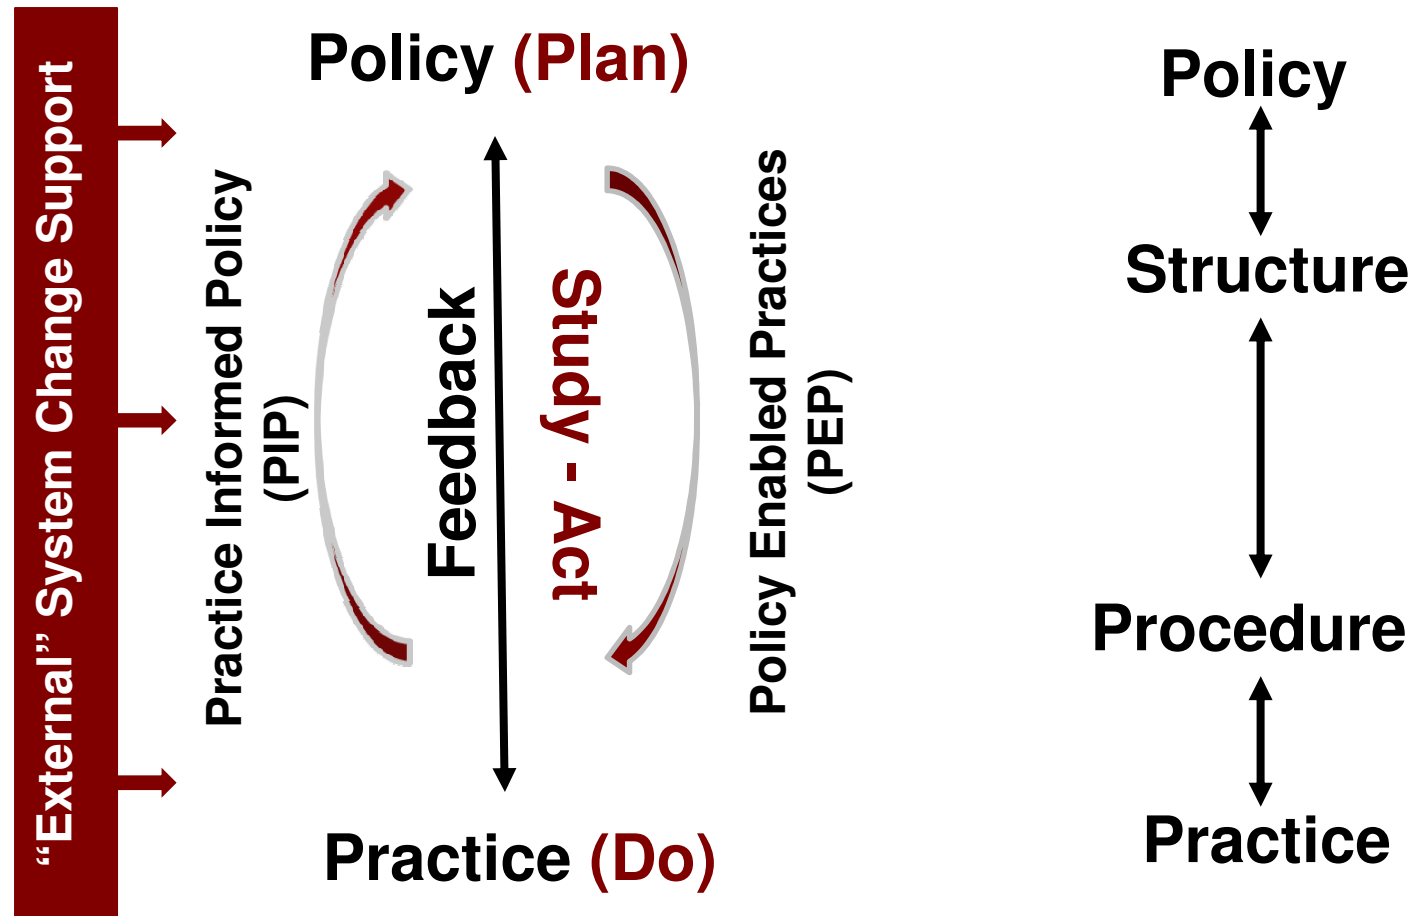 “External” System Change Support
Policy (Plan)
Practice Informed Policy
(PIP)
Feedback
Study - Act
Policy Enabled Practices
(PEP)
Practice (Do)
Policy
Structure
Procedure
Practice